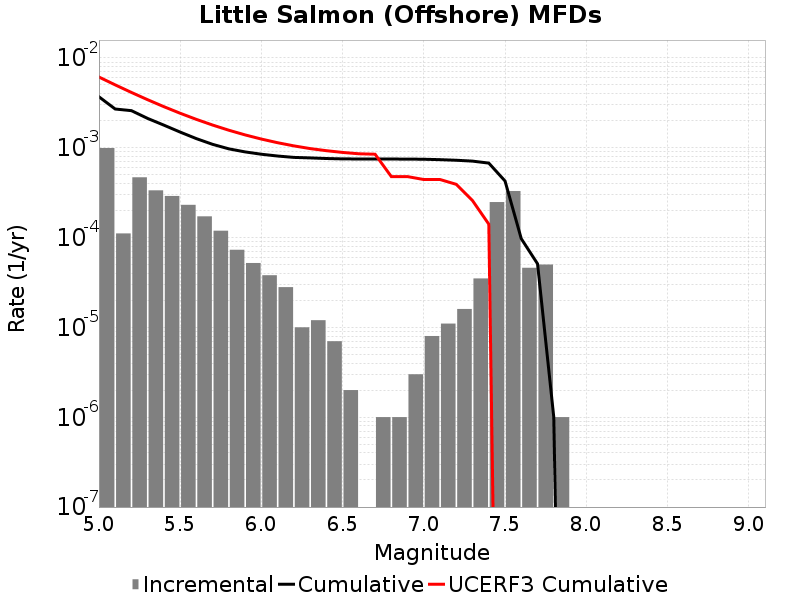 Little Salmon (Offshore) MFDs
Rate (1/yr)
10-2
10-3
10-4
10-5
10-6
10-7
5.0 5.5 6.0 6.5 7.0 7.5 8.0 8.5 9.0
Magnitude
Incremental Cumulative UCERF3 Cumulative